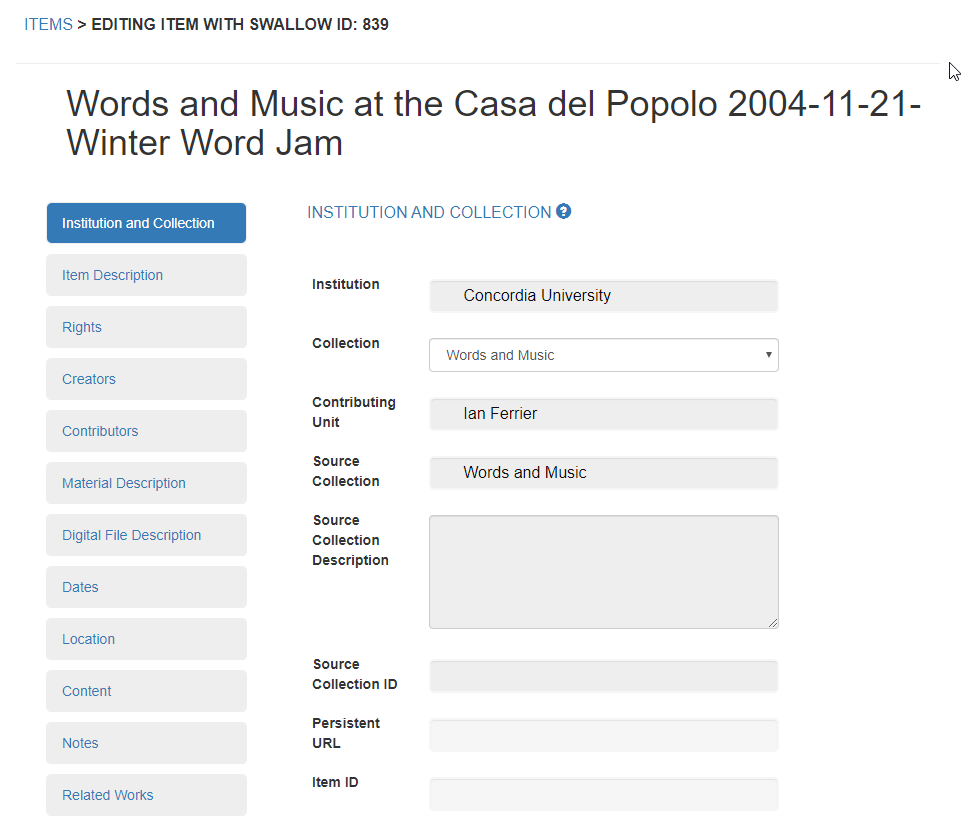 ITEMS > EDITING ITEM WITH SWALLOW ID: 839
Words and Music at the Casa del Popolo 2004-11-21-
Winter Word Jam
Institution and Collection
Item Description
Rights
Creators
Contributors
Material Description
Digital File Description
Dates
Location
Content
Notes
Related Works
INSTITUTION AND COLLECTION ?
Institution
Concordia University
Collection
Words and Music
Contributing
Unit
Ian Ferrier
Source
Collection
Words and Music
Source
Collection
Description
Source
Collection ID
Persistent
URL
Item ID